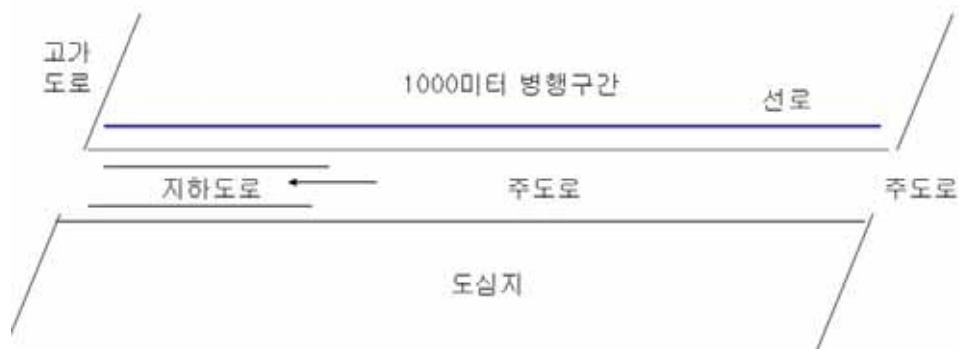 고가
도로
1000미터 병행구간
선로
지하도로
주도로
주도로
도심지